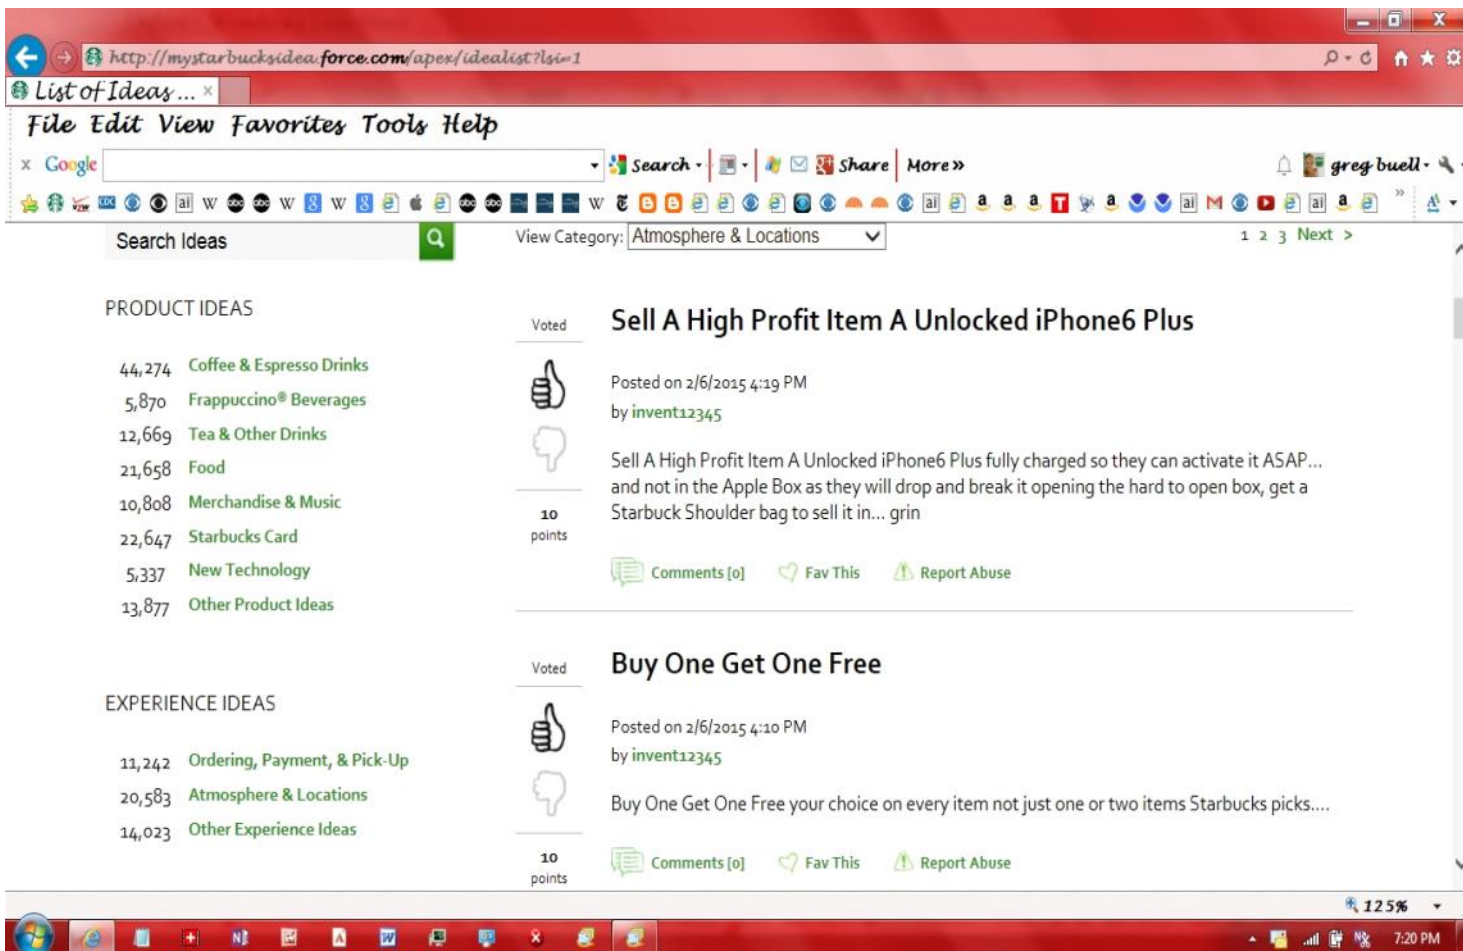 http://mystarbucksidea.force.com/apex/idealist?lsi=1
List of Ideas ... ×
File Edit View Favorites Tools Help
x Google Search Share More » greg buell
Search Ideas
View Category: Atmosphere & Locations
1 2 3 Next >
PRODUCT IDEAS
44,274 Coffee & Espresso Drinks
5,870 Frappuccino® Beverages
12,669 Tea & Other Drinks
21,658 Food
10,808 Merchandise & Music
22,647 Starbucks Card
5,337 New Technology
13,877 Other Product Ideas
EXPERIENCE IDEAS
11,242 Ordering, Payment, & Pick-Up
20,583 Atmosphere & Locations
14,023 Other Experience Ideas
Voted
Sell A High Profit Item A Unlocked iPhone6 Plus
Posted on 2/6/2015 4:19 PM
by invent12345
Sell A High Profit Item A Unlocked iPhone6 Plus fully charged so they can activate it ASAP...
and not in the Apple Box as they will drop and break it opening the hard to open box, get a
Starbuck Shoulder bag to sell it in... grin
10
points
Comments [0] Fav This Report Abuse
Voted
Buy One Get One Free
Posted on 2/6/2015 4:10 PM
by invent12345
Buy One Get One Free your choice on every item not just one or two items Starbucks picks....
10
points
Comments [0] Fav This Report Abuse
125%
7:20 PM